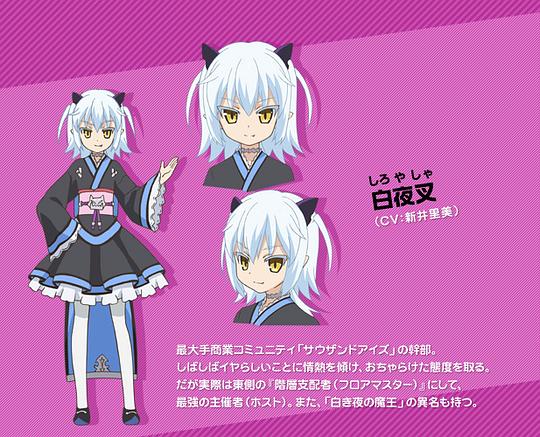 しろやしゃ
白夜叉
(CV:新井里美)
最大手商業コミュニティ「サウザンドアイズ」の幹部。
しばしばイヤらしいことに情熱を傾け、おちゃらけた態度を取る。
だが実際は東側の『階層支配者(フロアマスター)』にして、
最強の主催者(ホスト)。また、「白き夜の魔王」の異名も持つ。